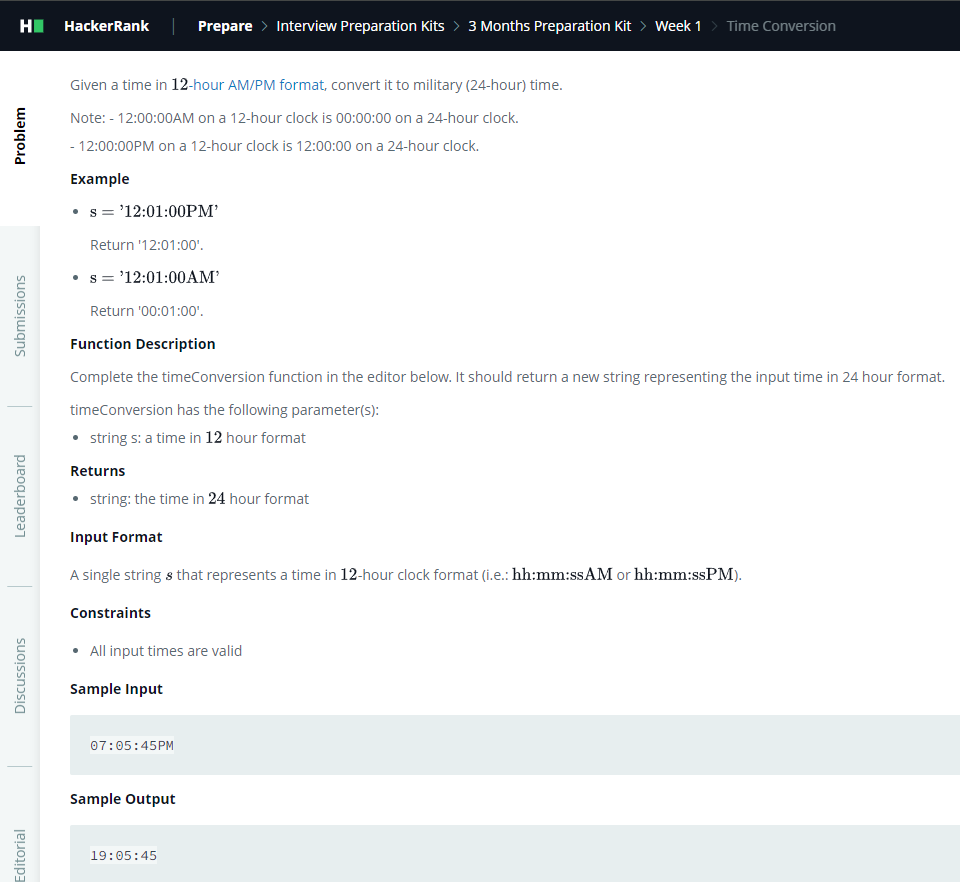 HackerRank | Prepare > Interview Preparation Kits > 3 Months Preparation Kit > Week 1 > Time Conversion
Problem
Submissions
Leaderboard
Discussions
Editorial
Given a time in 12-hour AM/PM format, convert it to military (24-hour) time.
Note: - 12:00:00AM on a 12-hour clock is 00:00:00 on a 24-hour clock.
- 12:00:00PM on a 12-hour clock is 12:00:00 on a 24-hour clock.
Example
• s = ’12:01:00PM’
Return '12:01:00'.
• s = ’12:01:00AM’
Return '00:01:00'.
Function Description
Complete the timeConversion function in the editor below. It should return a new string representing the input time in 24 hour format.
timeConversion has the following parameter(s):
• string s: a time in 12 hour format
Returns
• string: the time in 24 hour format
Input Format
A single string s that represents a time in 12-hour clock format (i.e.: hh:mm:ssAM or hh:mm:ssPM).
Constraints
• All input times are valid
Sample Input
07:05:45PM
Sample Output
19:05:45